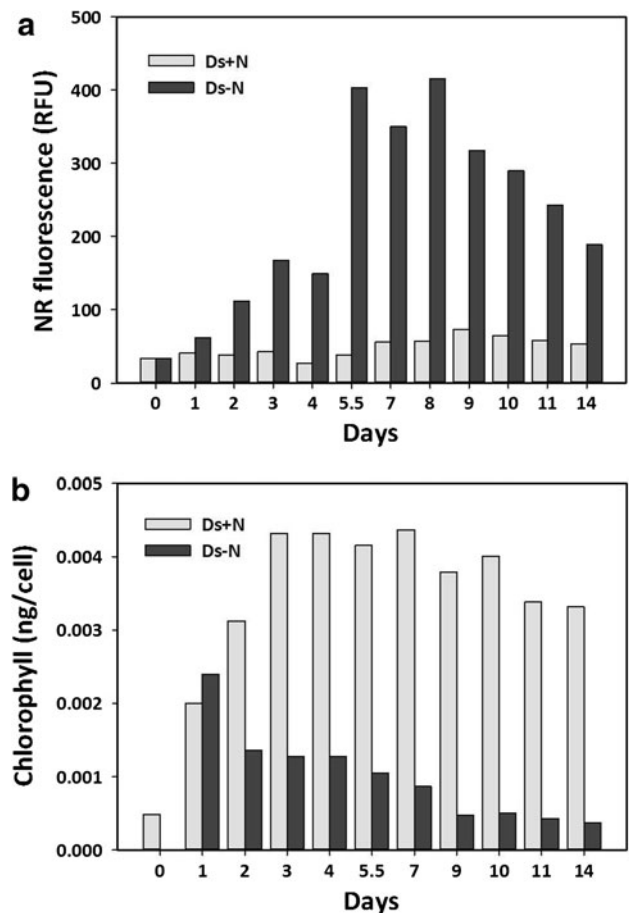 a
500
400
300
200
100
0
NR fluorescence (RFU)
Ds+N
Ds-N
0 1 2 3 4 5.5 7 8 9 10 11 14
Days
b
0.005
0.004
0.003
0.002
0.001
0.000
Chlorophyll (ng/cell)
Ds+N
Ds-N
0 1 2 3 4 5.5 7 9 10 11 14
Days